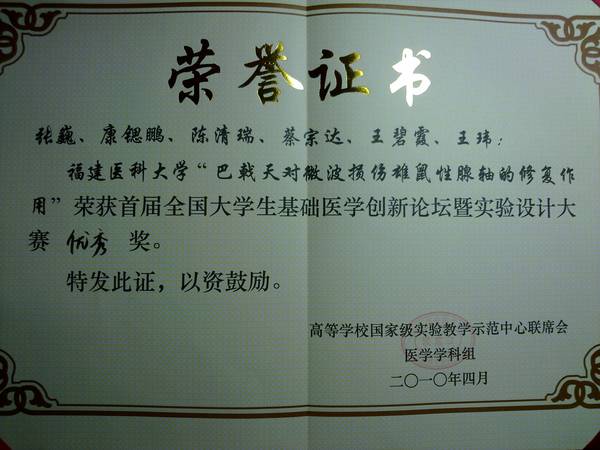 荣誉证书
张巍、康锶鹏、陈清瑞、蔡宗达、王碧霞、王玮：
福建医科大学“巴戟天对微波损伤雄鼠性腺轴的修复作
用”荣获首届全国大学生基础医学创新论坛暨实验设计大
赛 优秀 奖。
特发此证，以资鼓励。
高等学校国家级实验教学示范中心联席会
医学学科组
二〇一〇年四月